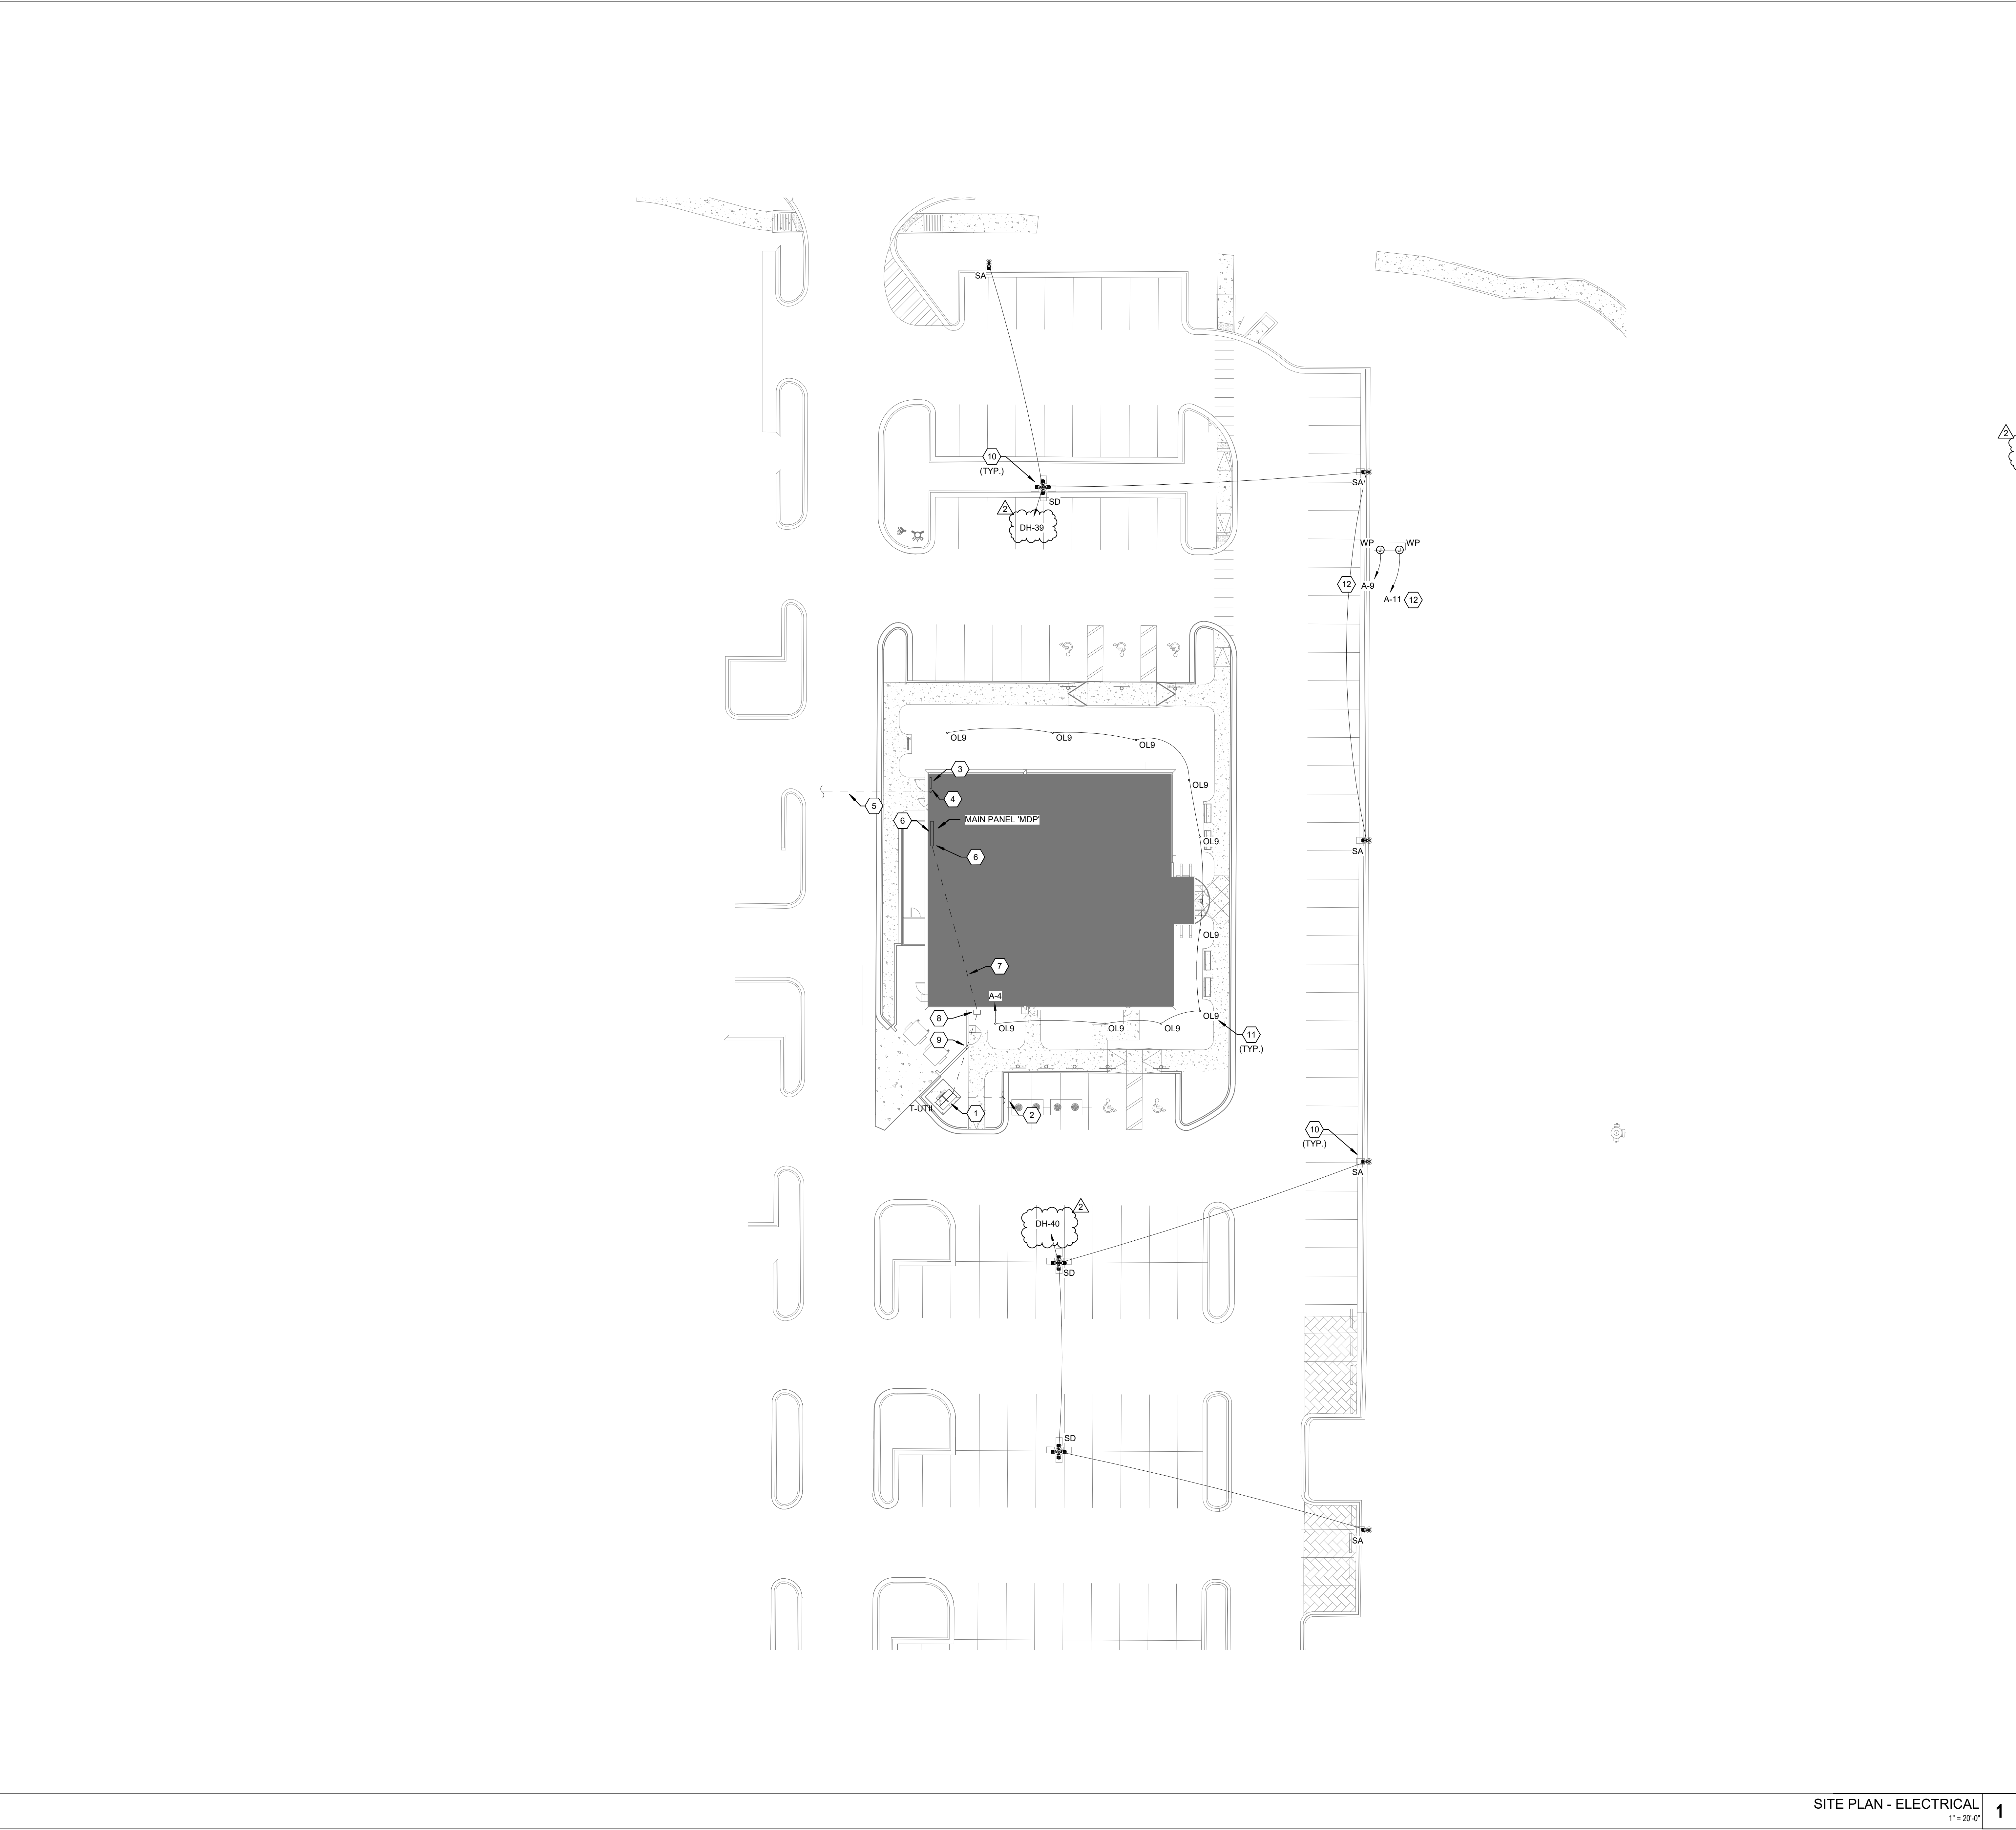 SA
2
10
(TYP.)
SA
SD
2
DH-39
WP
WP
12
A-9
A-11
12
OL9
OL9
OL9
3
OL9
4
5
6
MAIN PANEL 'MDP'
OL9
SA
6
OL9
7
A-4
8
OL9
OL9
OL9
OL9
11
(TYP.)
9
T-UTIL
1
2
10
(TYP.)
SA
2
DH-40
SD
SD
SA
SITE PLAN - ELECTRICAL
1" = 20'-0"
1